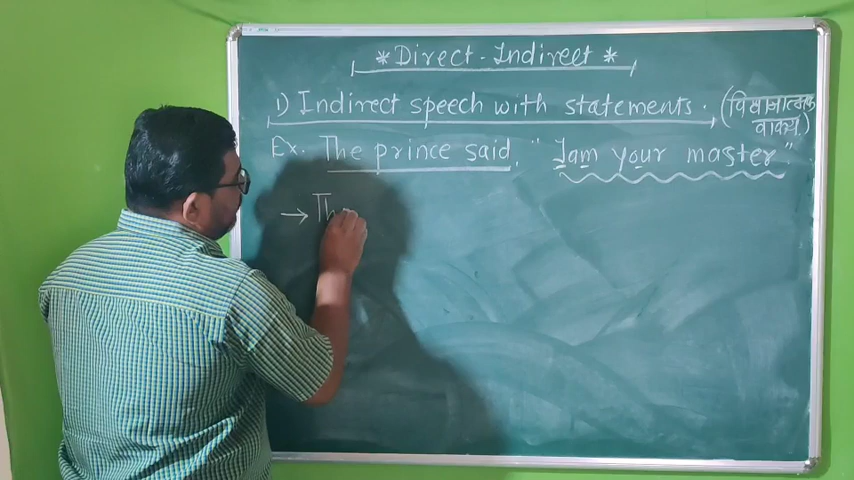 * Direct - Indirect *
1) Indirect speech with statements. (विधानात्मक
वाक्य)
Ex. The prince said, " I am your master"
→ Th